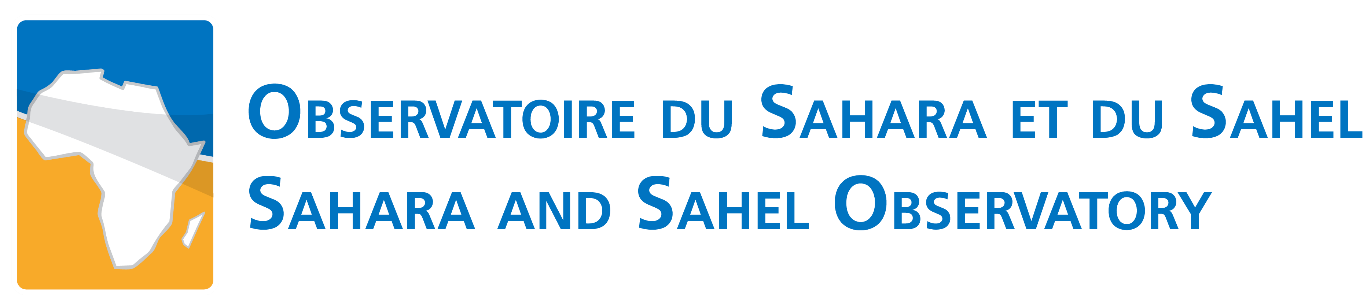 Observatoire du Sahara et du Sahel
Sahara and Sahel Observatory